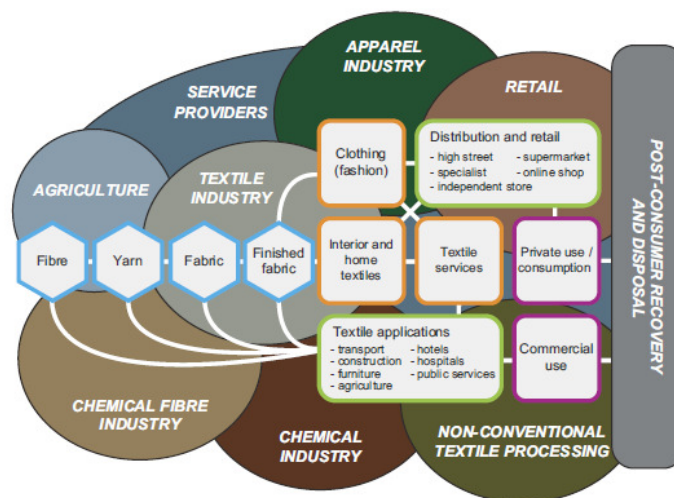 APPAREL
INDUSTRY
SERVICE
PROVIDERS
RETAIL
AGRICULTURE
TEXTILE
INDUSTRY
Clothing
(fashion)
Distribution and retail
- high street - supermarket
- specialist - online shop
- independent store
Fibre
Yarn
Fabric
Finished
fabric
Interior and
home
textiles
Textile
services
Private use /
consumption
Textile applications
- transport - hotels
- construction - hospitals
- furniture - public services
- agriculture
Commercial
use
CHEMICAL FIBRE
INDUSTRY
CHEMICAL
INDUSTRY
NON-CONVENTIONAL
TEXTILE PROCESSING
POST-CONSUMER RECOVERY
AND DISPOSAL